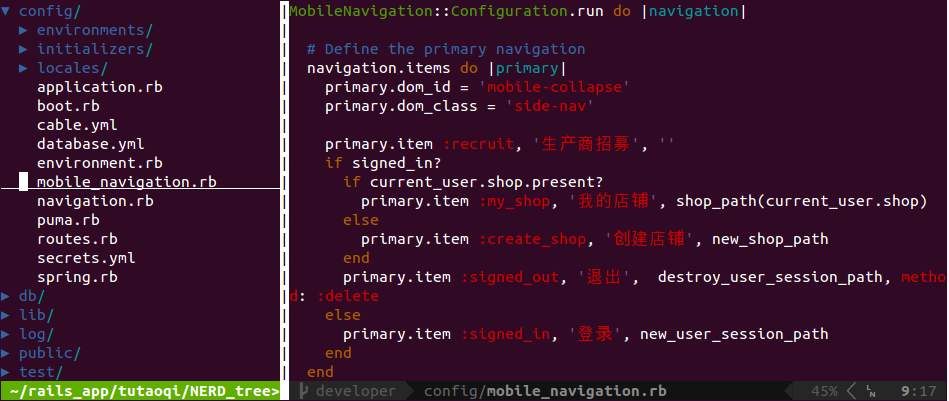 ▼ config/
▶ environments/
▶ initializers/
▶ locales/
application.rb
boot.rb
cable.yml
database.yml
environment.rb
mobile_navigation.rb
navigation.rb
puma.rb
routes.rb
secrets.yml
spring.rb
▶ db/
▶ lib/
▶ log/
▶ public/
▶ test/
~/rails_app/tutaoqi/NERD_tree>
MobileNavigation::Configuration.run do |navigation|
# Define the primary navigation
navigation.items do |primary|
primary.dom_id = 'mobile-collapse'
primary.dom_class = 'side-nav'
primary.item :recruit, '生产商招募', ''
if signed_in?
if current_user.shop.present?
primary.item :my_shop, '我的店铺', shop_path(current_user.shop)
else
primary.item :create_shop, '创建店铺', new_shop_path
end
primary.item :signed_out, '退出',  destroy_user_session_path, metho
d: :delete
else
primary.item :signed_in, '登录', new_user_session_path
end
end
developer
config/mobile_navigation.rb
45% LN 9:17